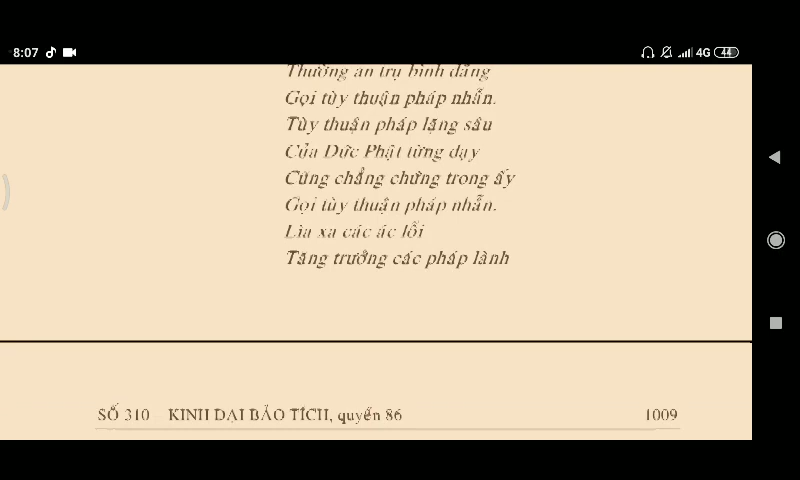 8:07
4G 44
Thường an trụ bình đẳng
Gọi tùy thuận pháp nhẫn.
Tùy thuận pháp lặng sâu
Của Đức Phật từng dạy
Cũng chẳng chứng trong ấy
Gọi tùy thuận pháp nhẫn.
Lìa xa các ác lỗi
Tăng trưởng các pháp lành
SỐ 310 KINH ĐẠI BẢO TÍCH, quyển 86 1009